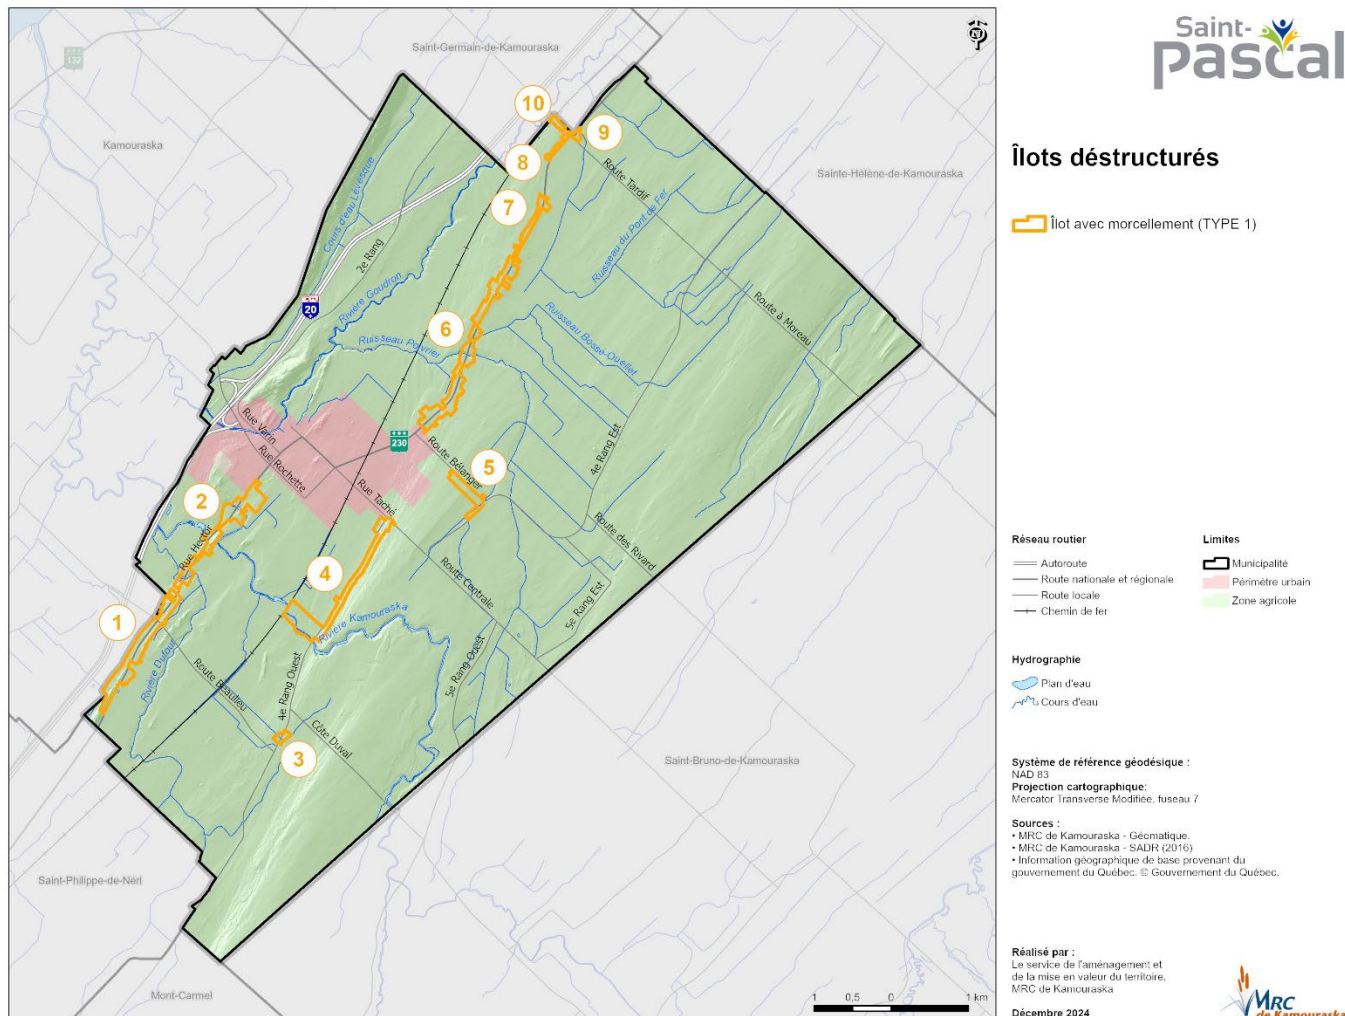 Saint-Germain-de-Kamouraska
132
Kamouraska
Sainte-Hélène-de-Kamouraska
Saint-Bruno-de-Kamouraska
Saint-Philippe-de-Néri
Mont-Carmel
N
10
9
8
7
6
5
4
3
2
1
20
230
Cours d'eau Lévesque
2e Rang
Rivière Goudron
Ruisseau Poivrier
Ruisseau du Pont de Fer
Ruisseau Bosse-Ouellet
Route Tardif
Route à Moreau
4e Rang Est
Rue Varin
Rue Rochette
Rue Taché
Route Bélanger
Route des Rivard
Route Centrale
5e Rang Est
5e Rang Ouest
Rue Hector
Rivière Dufour
Rivière Kamouraska
Route Beaulieu
4e Rang Ouest
Côte Duval
1 0,5 0 1 km
Saint-
pascal
Îlots déstructurés
Îlot avec morcellement (TYPE 1)
Réseau routier
Autoroute
Route nationale et régionale
Route locale
Chemin de fer
Limites
Municipalité
Périmètre urbain
Zone agricole
Hydrographie
Plan d'eau
Cours d'eau
Système de référence géodésique :
NAD 83
Projection cartographique:
Mercator Transverse Modifiée, fuseau 7
Sources :
• MRC de Kamouraska - Géomatique.
• MRC de Kamouraska - SADR (2016)
• Information géographique de base provenant du
gouvernement du Québec. © Gouvernement du Québec.
Réalisé par :
Le service de l'aménagement et
de la mise en valeur du territoire,
MRC de Kamouraska
Décembre 2024
MRC
de Kamouraska